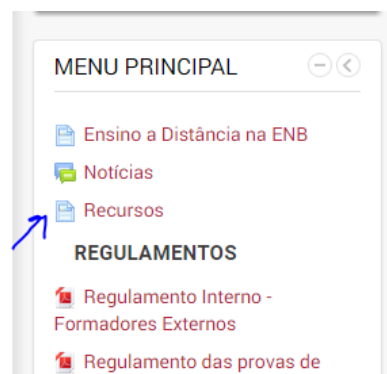 MENU PRINCIPAL
Ensino a Distância na ENB
Notícias
Recursos
REGULAMENTOS
Regulamento Interno -
Formadores Externos
Regulamento das provas de